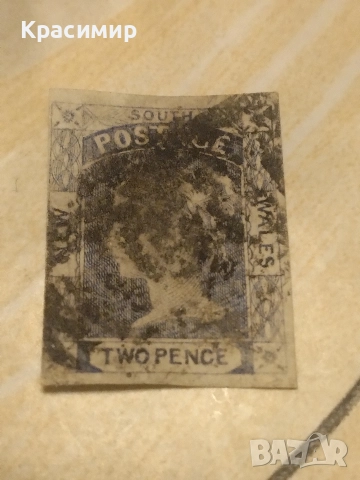 Красимир
SOUTH
POSTAGE
NEW
WALES
TWO PENCE
BAZAR